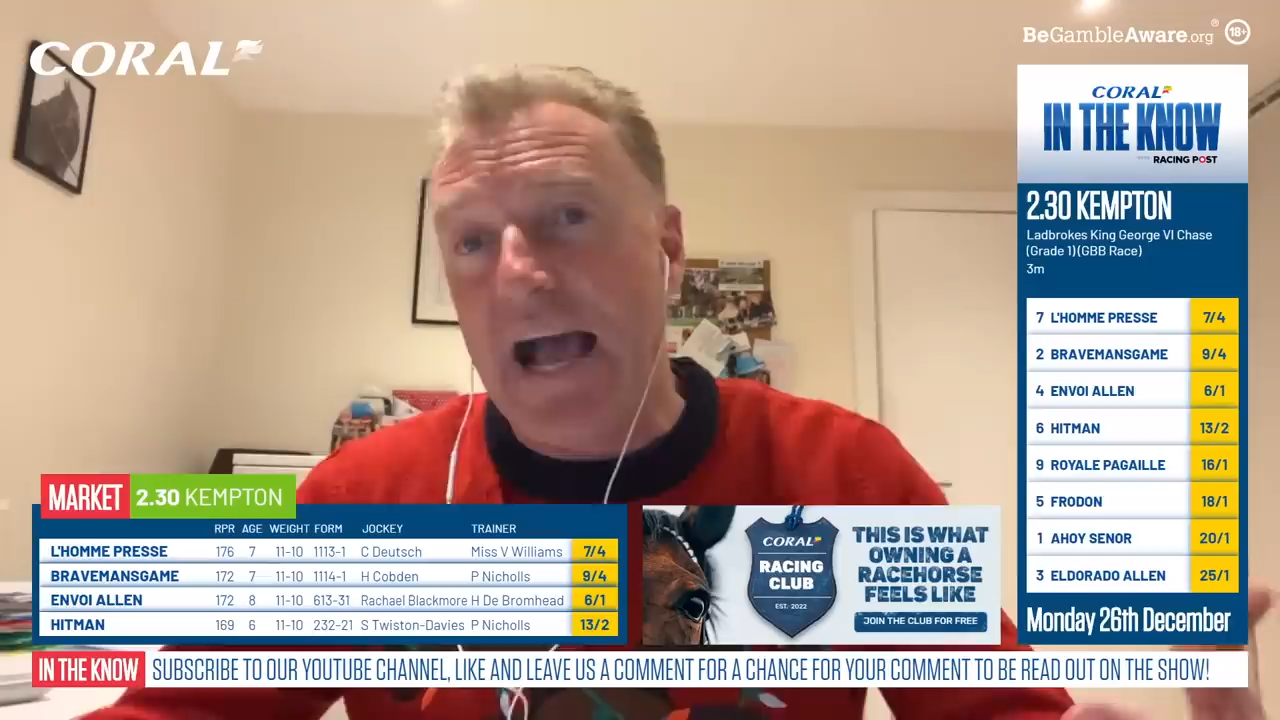 CORAL
BeGambleAware.org® 18+
CORAL
IN THE KNOW
RACING POST
2.30 KEMPTON
Ladbrokes King George VI Chase
(Grade 1)(GBB Race)
3m
7 L'HOMME PRESSE 7/4
2 BRAVEMANSGAME 9/4
4 ENVOI ALLEN 6/1
6 HITMAN 13/2
9 ROYALE PAGAILLE 16/1
5 FRODON 18/1
1 AHOY SENOR 20/1
3 ELDORADO ALLEN 25/1
Monday 26th December
MARKET 2.30 KEMPTON
RPR AGE WEIGHT FORM JOCKEY TRAINER
L'HOMME PRESSE 176 7 11-10 1113-1 C Deutsch Miss V Williams 7/4
BRAVEMANSGAME 172 7 11-10 1114-1 H Cobden P Nicholls 9/4
ENVOI ALLEN 172 8 11-10 613-31 Rachael Blackmore H De Bromhead 6/1
HITMAN 169 6 11-10 232-21 S Twiston-Davies P Nicholls 13/2
CORAL
RACING
CLUB
EST. 2022
THIS IS WHAT
OWNING A
RACEHORSE
FEELS LIKE
JOIN THE CLUB FOR FREE
IN THE KNOW SUBSCRIBE TO OUR YOUTUBE CHANNEL, LIKE AND LEAVE US A COMMENT FOR A CHANCE FOR YOUR COMMENT TO BE READ OUT ON THE SHOW!